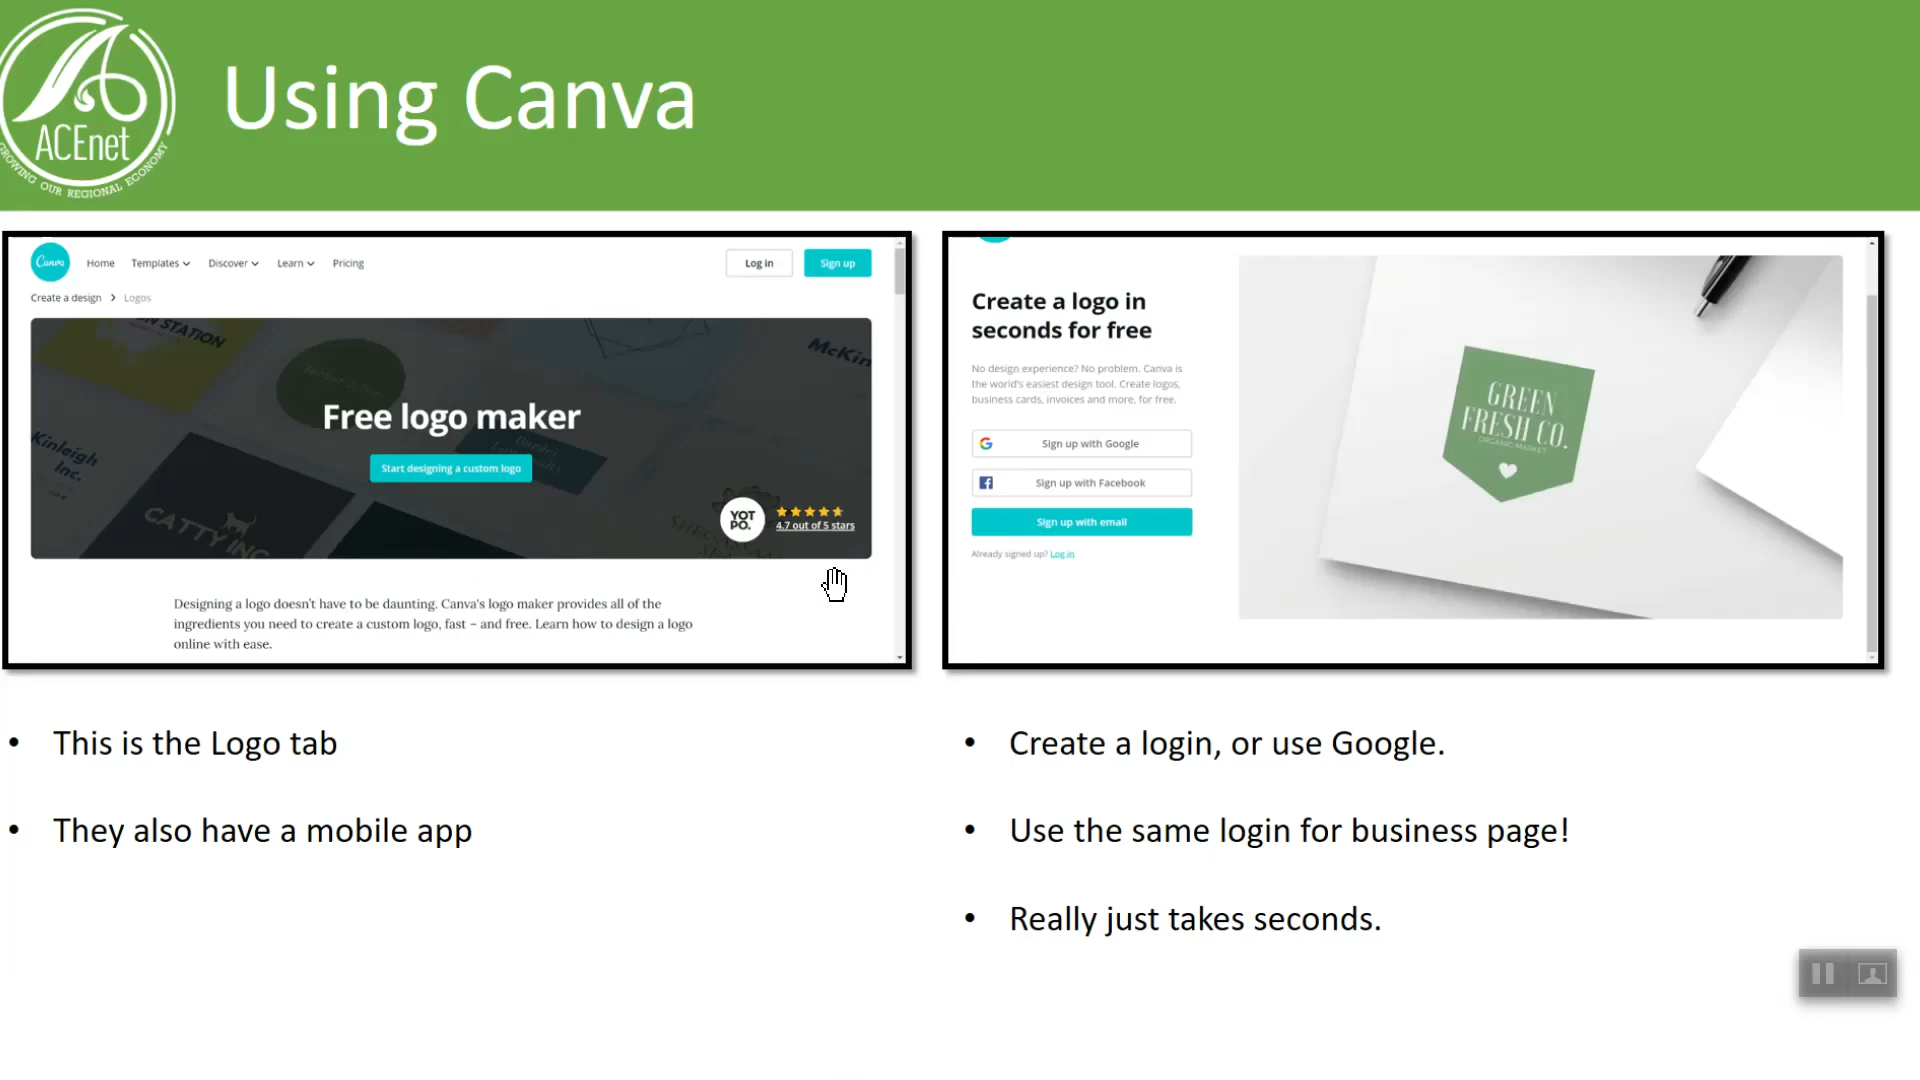 ACEnet
GROWING OUR REGIONAL ECONOMY
Using Canva
Canva
Home Templates Discover Learn Pricing
Log in Sign up
Create a design > Logos
N STATION
McKin
Kinleigh
Inc.
CATTY INC
Free logo maker
Start designing a custom logo
YOT
PO.
4.7 out of 5 stars
Designing a logo doesn't have to be daunting. Canva's logo maker provides all of the
ingredients you need to create a custom logo, fast – and free. Learn how to design a logo
online with ease.
• This is the Logo tab
• They also have a mobile app
Create a logo in
seconds for free
No design experience? No problem. Canva is
the world's easiest design tool. Create logos,
business cards, invoices and more, for free.
Sign up with Google
Sign up with Facebook
Sign up with email
Already signed up? Log in
GREEN
FRESH CO.
ORGANIC MARKET
• Create a login, or use Google.
• Use the same login for business page!
• Really just takes seconds.